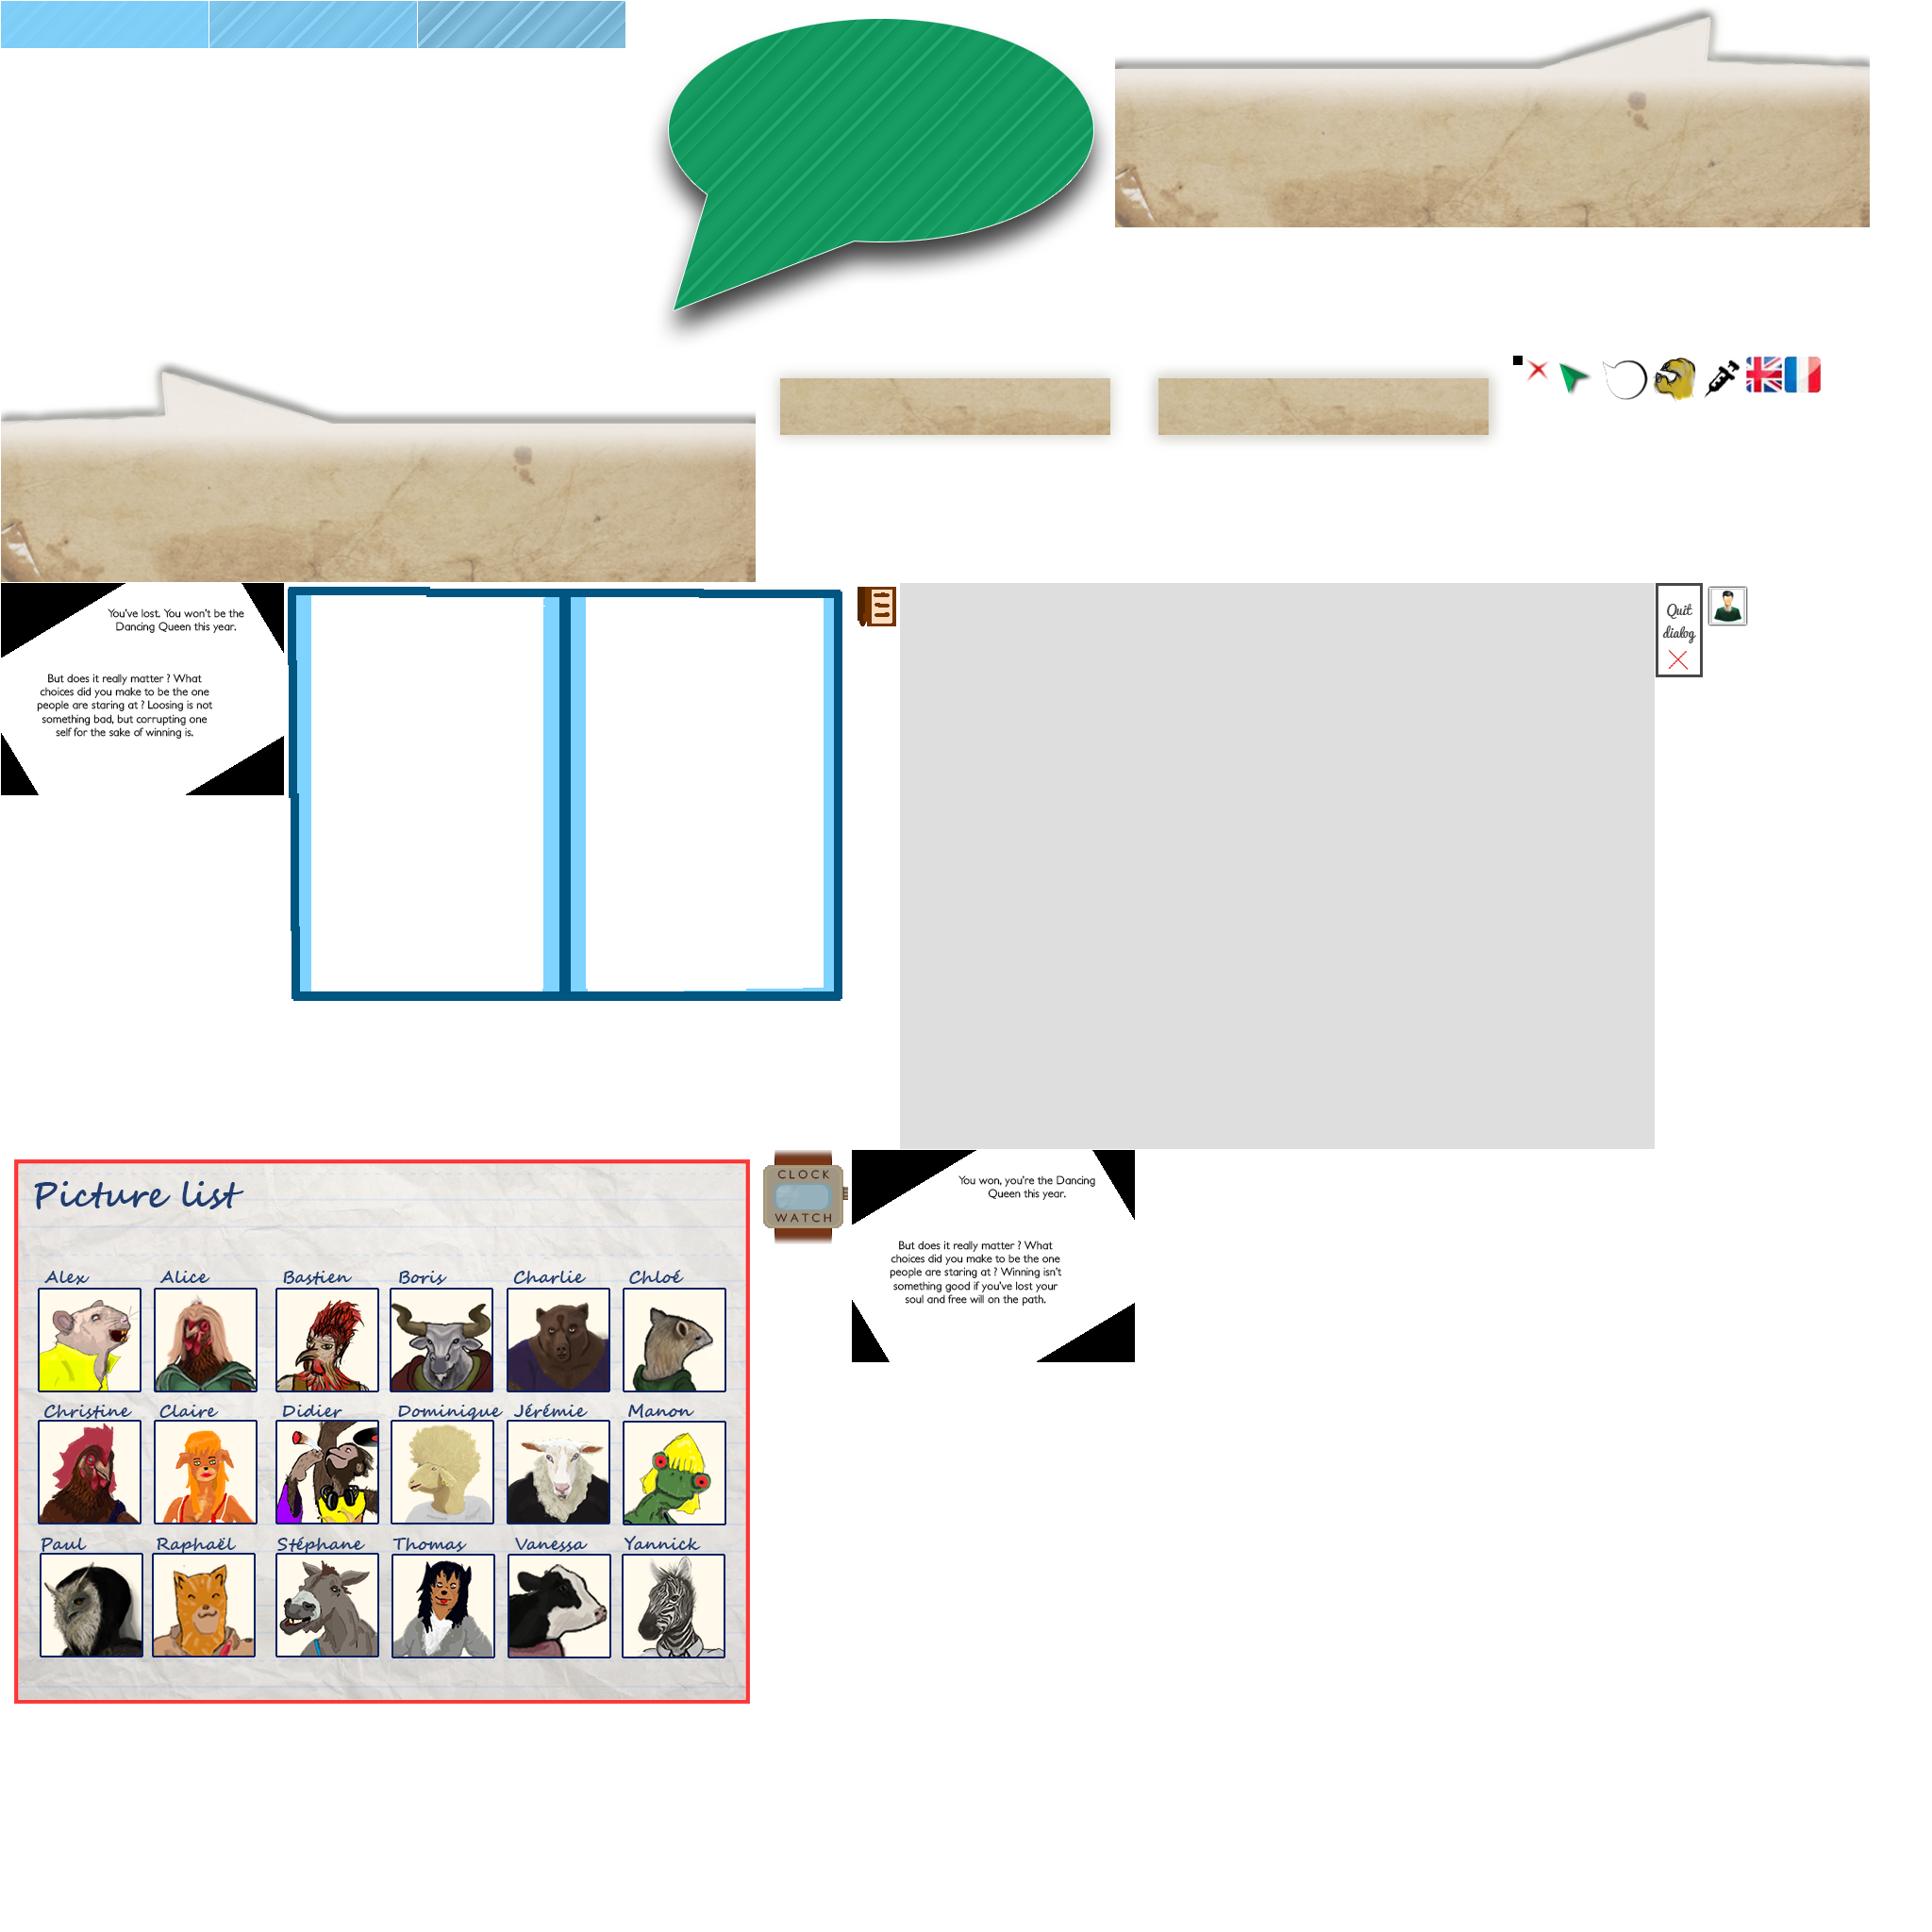 You've lost. You won't be the
Dancing Queen this year.
But does it really matter ? What
choices did you make to be the one
people are staring at ? Loosing is not
something bad, but corrupting one
self for the sake of winning is.
Quit
dialog
Picture list
Alex Alice Bastien Boris Charlie Chloé
Christine Claire Didier Dominique Jérémie Manon
Paul Raphaël Stéphane Thomas Vanessa Yannick
CLOCK
WATCH
You won, you're the Dancing
Queen this year.
But does it really matter ? What
choices did you make to be the one
people are staring at ? Winning isn't
something good if you've lost your
soul and free will on the path.